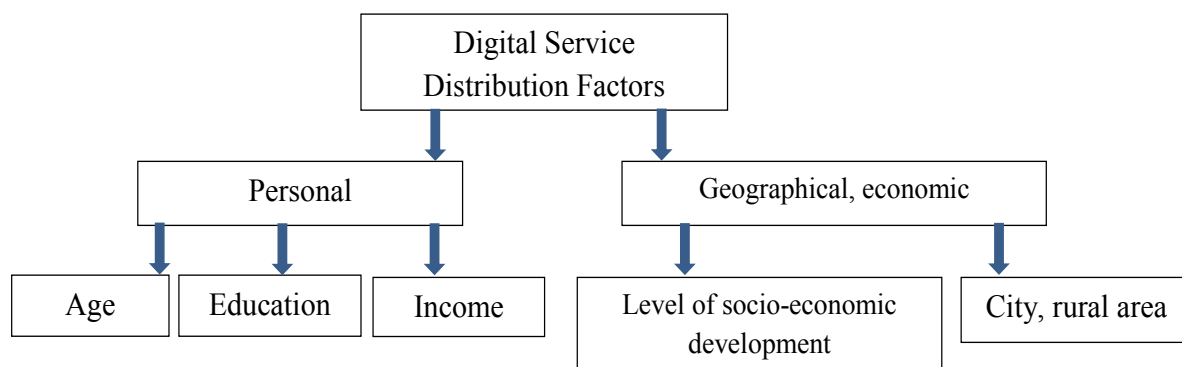 Digital Service
Distribution Factors
Personal
Geographical, economic
Age
Education
Income
Level of socio-economic
development
City, rural area